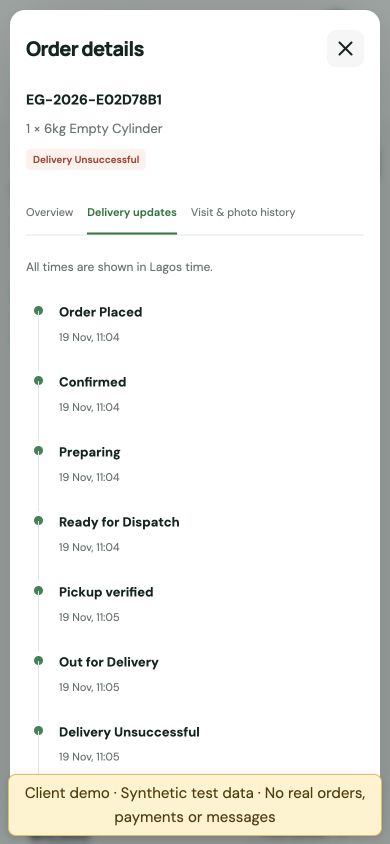 Order details
EG-2026-E02D78B1
1 × 6kg Empty Cylinder
Delivery Unsuccessful
Overview Delivery updates Visit & photo history
All times are shown in Lagos time.
Order Placed
19 Nov, 11:04
Confirmed
19 Nov, 11:04
Preparing
19 Nov, 11:04
Ready for Dispatch
19 Nov, 11:04
Pickup verified
19 Nov, 11:05
Out for Delivery
19 Nov, 11:05
Delivery Unsuccessful
19 Nov, 11:05
Client demo · Synthetic test data · No real orders,
payments or messages